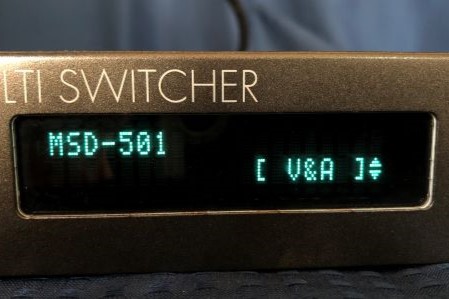 LTI SWITCHER
MSD-501
[ V&A ]